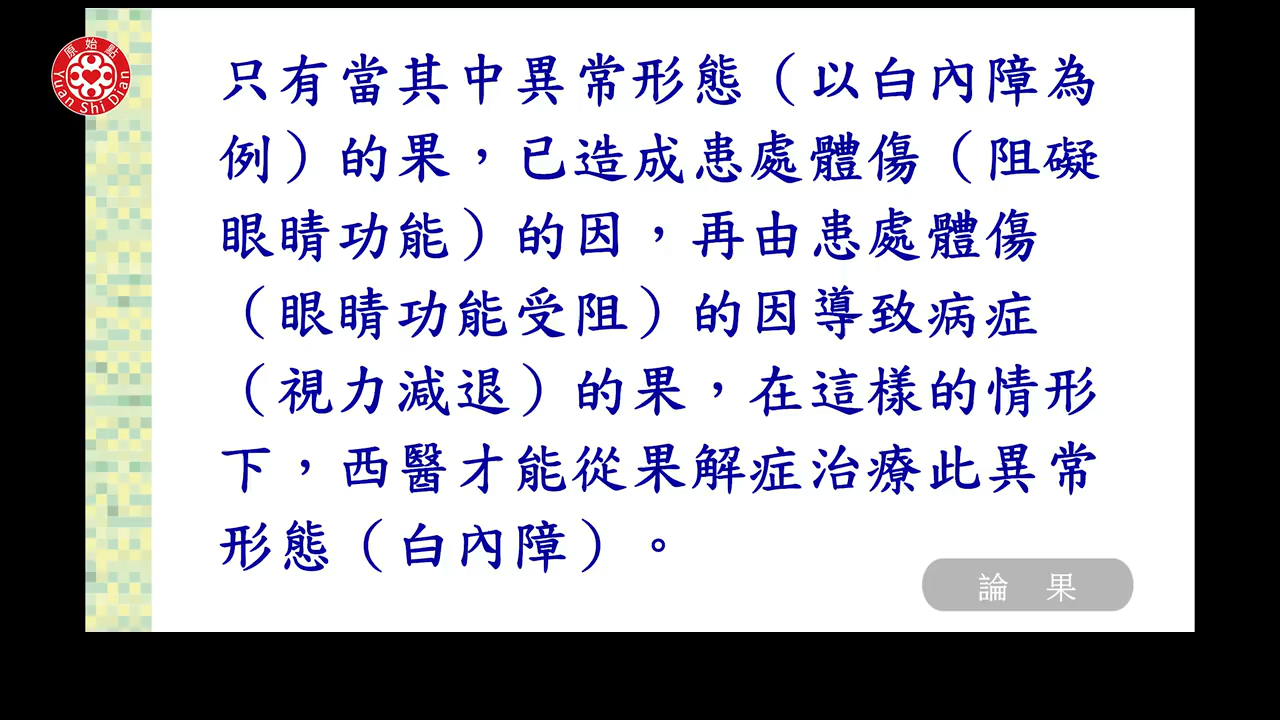 原始點
Yuan Shi Dian
只有當其中異常形態（以白內障為
例）的果，已造成患處體傷（阻礙
眼睛功能）的因，再由患處體傷
（眼睛功能受阻）的因導致病症
（視力減退）的果，在這樣的情形
下，西醫才能從果解症治療此異常
形態（白內障）。
論 果